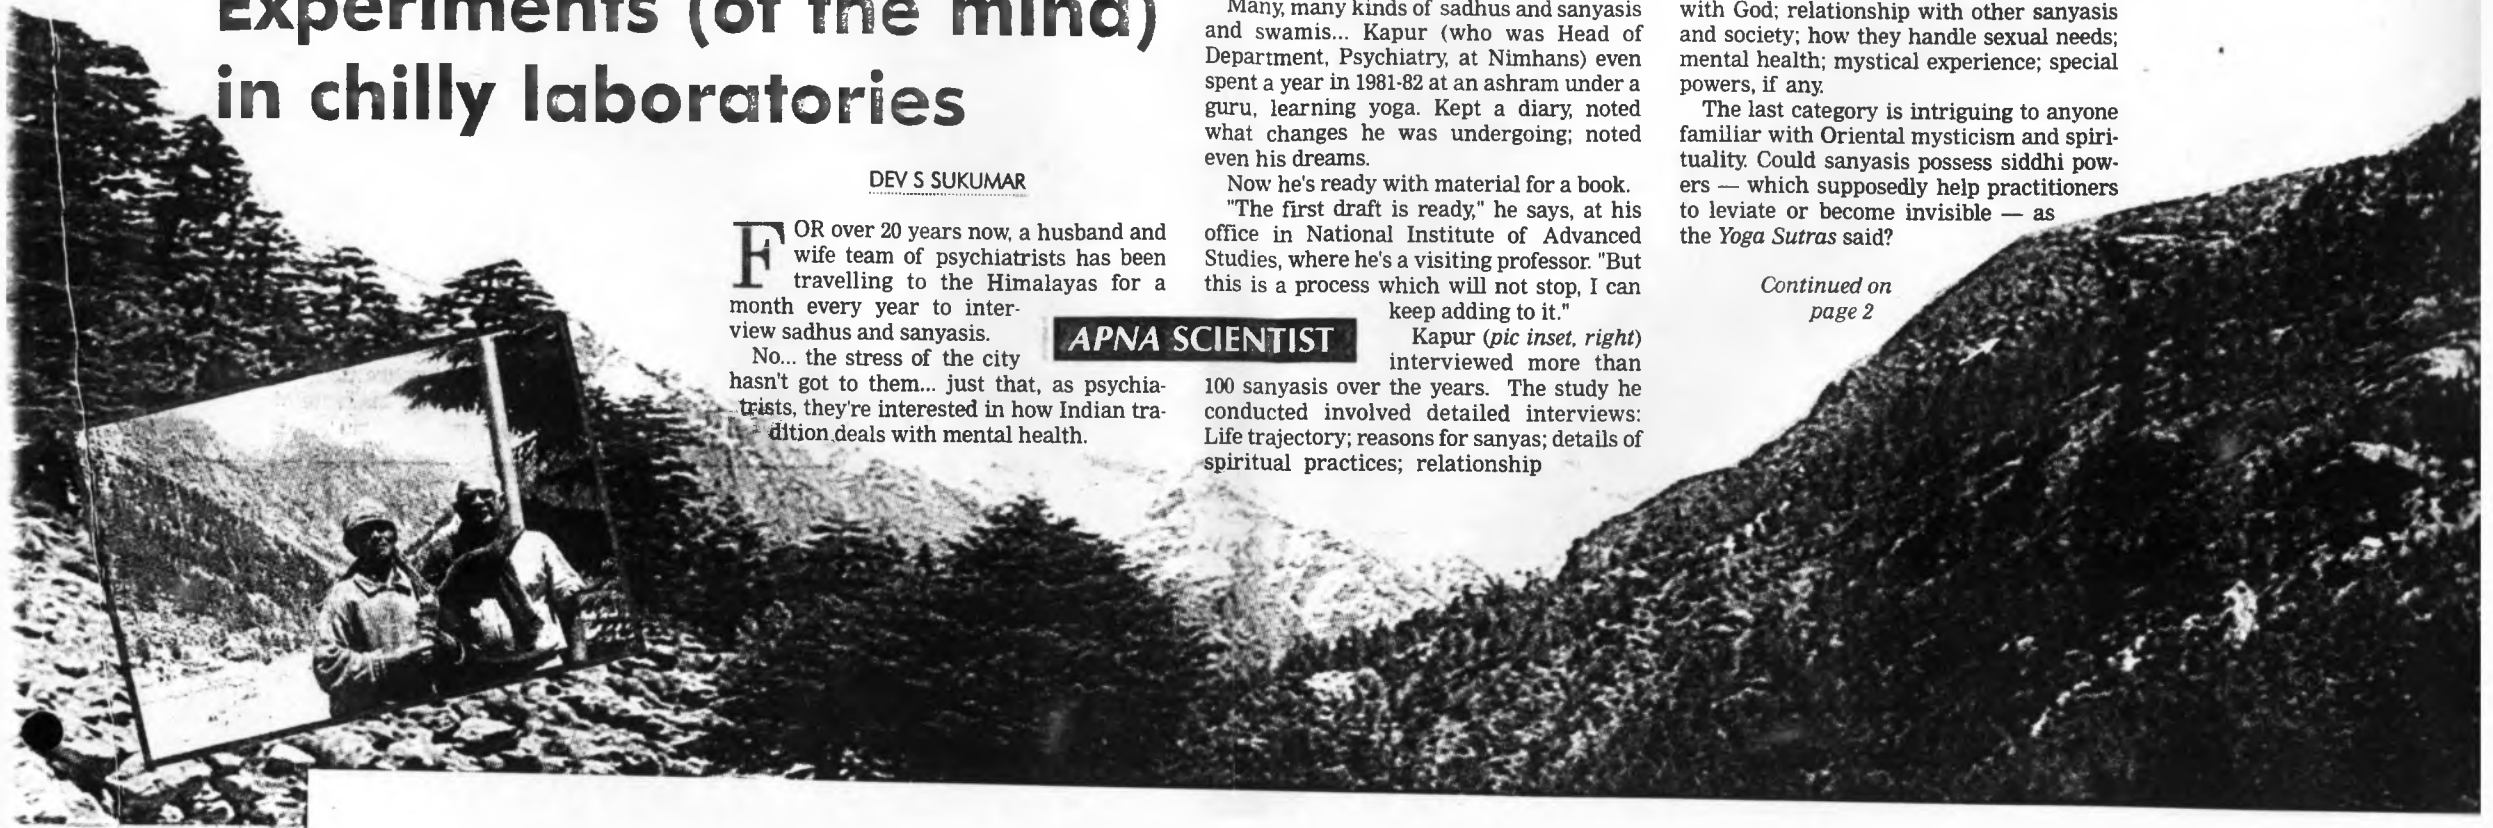 Experiments (of the mind)
in chilly laboratories
DEV S SUKUMAR
FOR over 20 years now, a husband and
wife team of psychiatrists has been
travelling to the Himalayas for a
month every year to inter-
view sadhus and sanyasis.
No... the stress of the city
hasn't got to them... just that, as psychia-
trists, they're interested in how Indian tra-
dition deals with mental health.
APNA SCIENTIST
Many, many kinds of sadhus and sanyasis
and swamis... Kapur (who was Head of
Department, Psychiatry, at Nimhans) even
spent a year in 1981-82 at an ashram under a
guru, learning yoga. Kept a diary, noted
what changes he was undergoing; noted
even his dreams.
Now he's ready with material for a book.
"The first draft is ready," he says, at his
office in National Institute of Advanced
Studies, where he's a visiting professor. "But
this is a process which will not stop, I can
keep adding to it."
Kapur (pic inset, right)
interviewed more than
100 sanyasis over the years. The study he
conducted involved detailed interviews:
Life trajectory; reasons for sanyas; details of
spiritual practices; relationship
with God; relationship with other sanyasis
and society; how they handle sexual needs;
mental health; mystical experience; special
powers, if any.
The last category is intriguing to anyone
familiar with Oriental mysticism and spiri-
tuality. Could sanyasis possess siddhi pow-
ers — which supposedly help practitioners
to leviate or become invisible — as
the Yoga Sutras said?
Continued on
page 2